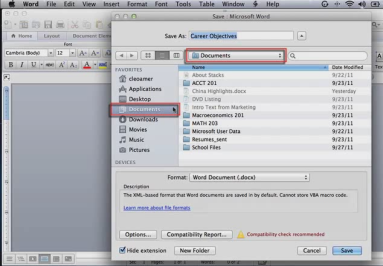 Word File Edit View Insert Format Font Tools Table Window Help
Save : Microsoft Word
Save As: Career Objectives
Home Layout Document
Font
Cambria (Body) 12
B I U
Documents
FAVORITES
cleoamer
Applications
Desktop
Documents
Downloads
Movies
Music
Pictures
DEVICES
Name Date Modified
About Stacks 9/22/11
ACCT 201 9/23/11
China Highlights.docx Yesterday
DVD Listing 9/23/11
Intro Text from Marketing 9/23/11
Macroeconomics 201 9/23/11
MATH 203 9/23/11
Microsoft User Data 9/23/11
Resumes_sent 9/23/11
School Files 9/27/11
Format: Word Document (.docx)
Description
The XML-based format that Word documents are saved in by default. Cannot store VBA macro code.
Learn more about file formats
Options... Compatibility Report... Compatibility check recommended
Hide extension New Folder Cancel Save